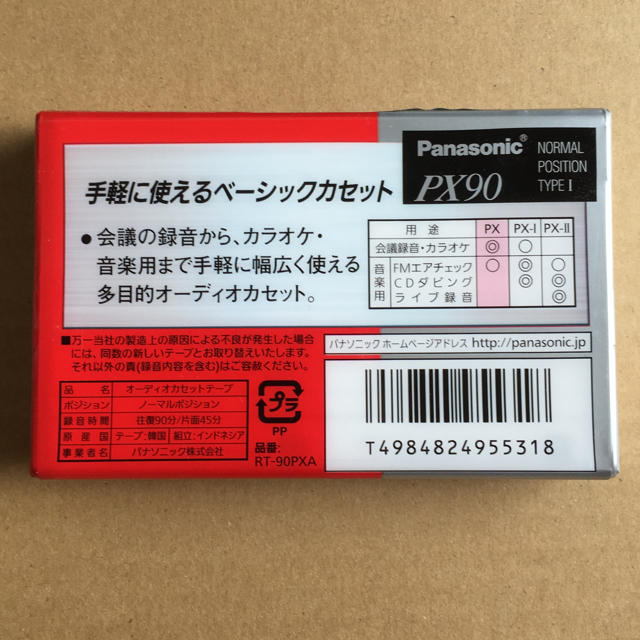 Panasonic®
NORMAL
POSITION
TYPE I
PX90
手軽に使えるベーシックカセット
●会議の録音から、カラオケ・
音楽用まで手軽に幅広く使える
多目的オーディオカセット。
用途 PX PX-I PX-II
会議録音・カラオケ ◎ ○
音楽用 FMエアチェック ○ ◎ ◎
CDダビング ◎ ◎
ライブ録音 ◎
■万一当社の製造上の原因による不良が発生した場合
には、同数の新しいテープとお取り替えいたします。
それ以外の責(録音内容を含む)はご容赦ください。
パナソニック ホームページアドレス http://panasonic.jp
品名 オーディオカセットテープ
ポジション ノーマルポジション
録音時間 往復90分/片面45分
原産国 テープ:韓国 組立:インドネシア
事業者名 パナソニック株式会社
プラ
PP
品番:
RT-90PXA
T4984824955318